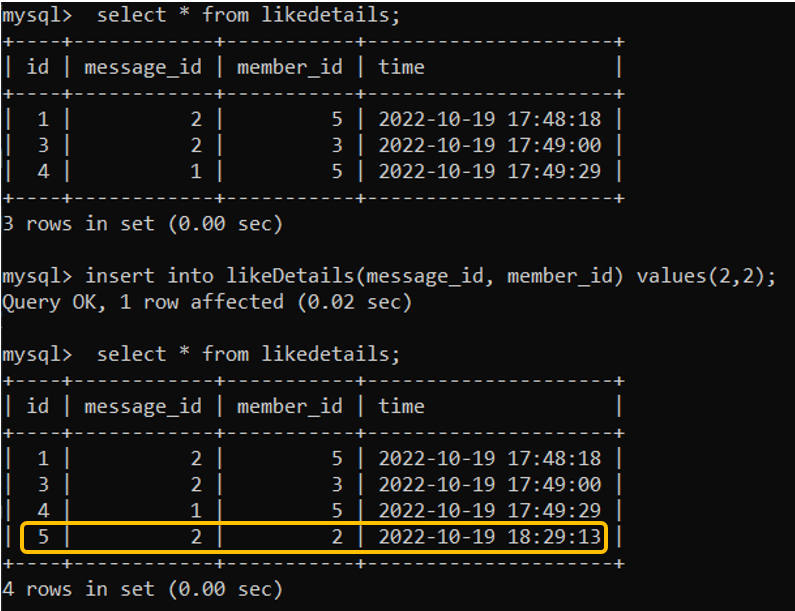 mysql>  select * from likedetails;
+----+------------+-----------+---------------------+
| id | message_id | member_id | time                |
+----+------------+-----------+---------------------+
|  1 |          2 |         5 | 2022-10-19 17:48:18 |
|  3 |          2 |         3 | 2022-10-19 17:49:00 |
|  4 |          1 |         5 | 2022-10-19 17:49:29 |
+----+------------+-----------+---------------------+
3 rows in set (0.00 sec)
mysql> insert into likeDetails(message_id, member_id) values(2,2);
Query OK, 1 row affected (0.02 sec)
mysql>  select * from likedetails;
+----+------------+-----------+---------------------+
| id | message_id | member_id | time                |
+----+------------+-----------+---------------------+
|  1 |          2 |         5 | 2022-10-19 17:48:18 |
|  3 |          2 |         3 | 2022-10-19 17:49:00 |
|  4 |          1 |         5 | 2022-10-19 17:49:29 |
|  5 |          2 |         2 | 2022-10-19 18:29:13 |
+----+------------+-----------+---------------------+
4 rows in set (0.00 sec)